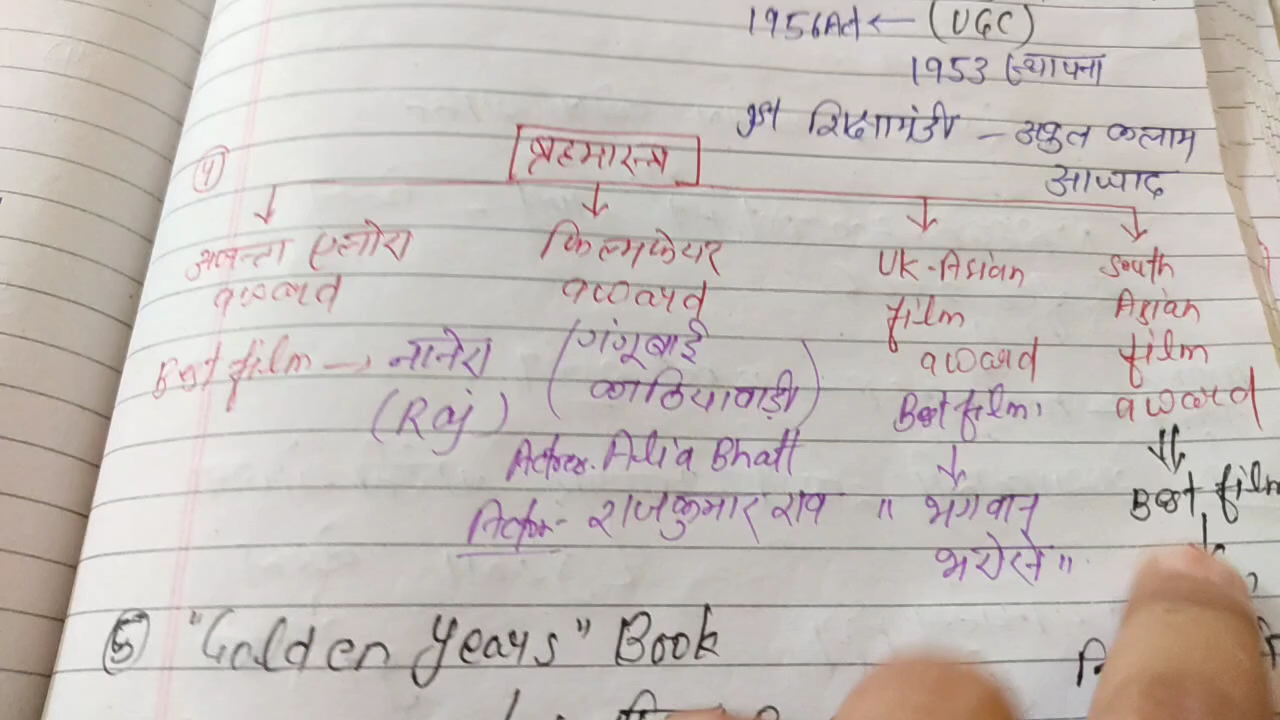 1956 Act ← (UGC)
1953 स्थापना
1st शिक्षामंत्री – अबुल कलाम
आजाद
④ ब्रहमास्त्र
अजन्ता एलोरा award
Best film → नानेरा
(Raj)
फिल्मफेयर award
(गंगूबाई
काठियावाड़ी)
Actress. Alia Bhatt
Actor - राजकुमार राव
UK-Asian
film
award
Best film
" भगवान
भरोसे "
South
Asian
film
award
Best film
⑤ "Golden Years" Book